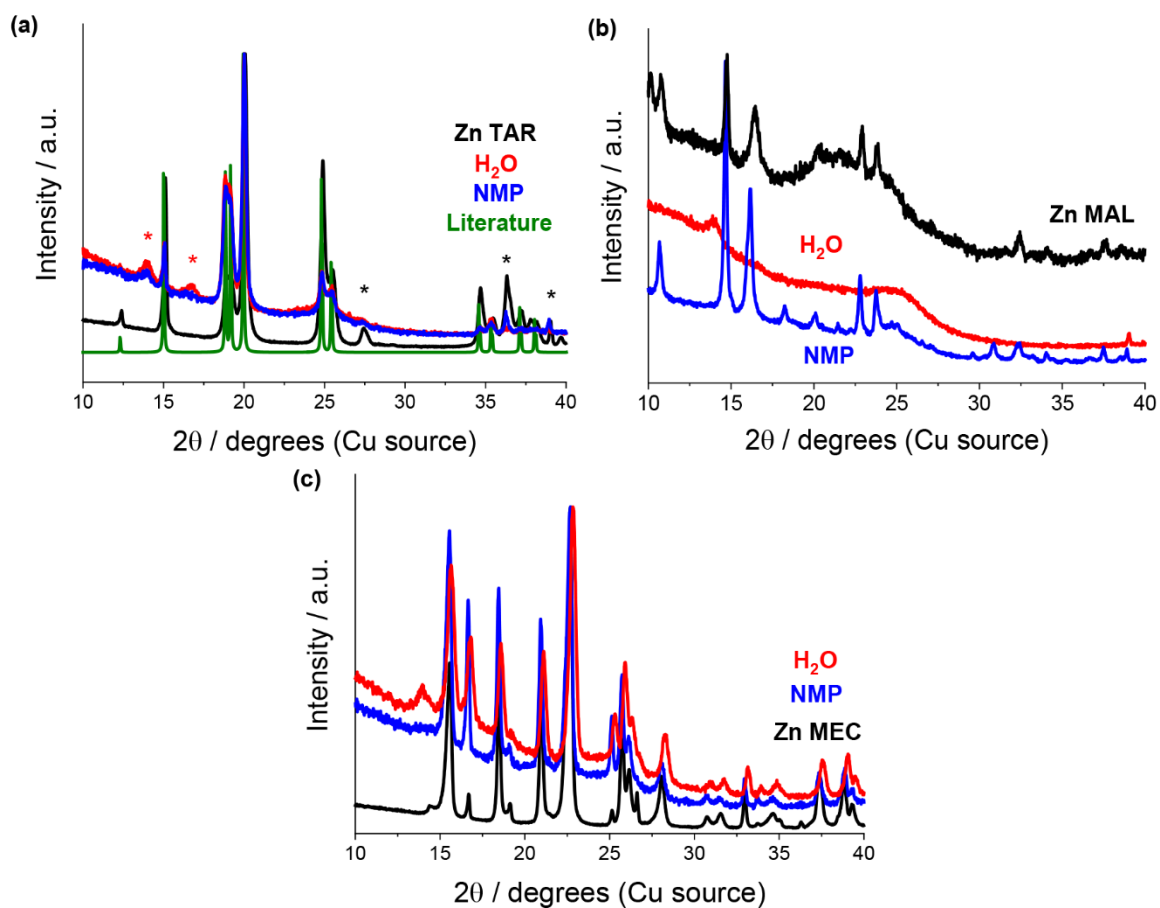 (a)
Intensity / a.u.
Zn TAR
H₂O
NMP
Literature
* * * * *
10 15 20 25 30 35 40
2θ / degrees (Cu source)
(b)
Intensity / a.u.
Zn MAL
H₂O
NMP
10 15 20 25 30 35 40
2θ / degrees (Cu source)
(c)
Intensity / a.u.
H₂O
NMP
Zn MEC
10 15 20 25 30 35 40
2θ / degrees (Cu source)